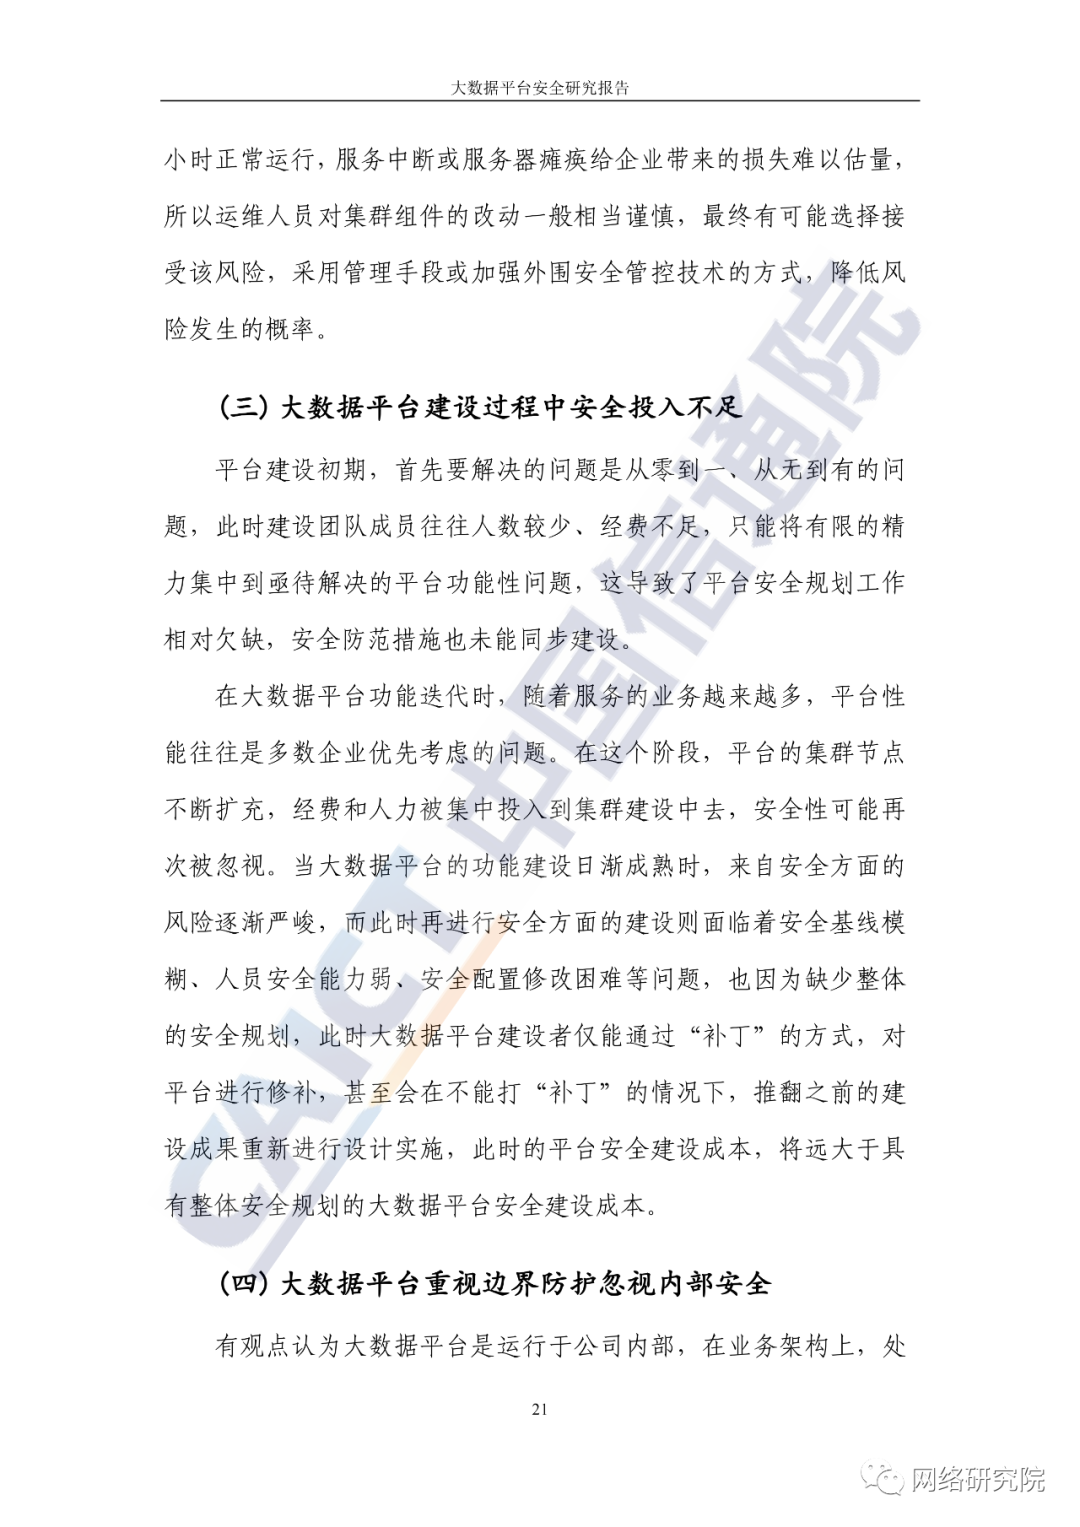 大数据平台安全研究报告
小时正常运行，服务中断或服务器瘫痪给企业带来的损失难以估量，
所以运维人员对集群组件的改动一般相当谨慎，最终有可能选择接
受该风险，采用管理手段或加强外围安全管控技术的方式，降低风
险发生的概率。
(三) 大数据平台建设过程中安全投入不足
平台建设初期，首先要解决的问题是从零到一、从无到有的问
题，此时建设团队成员往往人数较少、经费不足，只能将有限的精
力集中到亟待解决的平台功能性问题，这导致了平台安全规划工作
相对欠缺，安全防范措施也未能同步建设。
在大数据平台功能迭代时，随着服务的业务越来越多，平台性
能往往是多数企业优先考虑的问题。在这个阶段，平台的集群节点
不断扩充，经费和人力被集中投入到集群建设中去，安全性可能再
次被忽视。当大数据平台的功能建设日渐成熟时，来自安全方面的
风险逐渐严峻，而此时再进行安全方面的建设则面临着安全基线模
糊、人员安全能力弱、安全配置修改困难等问题，也因为缺少整体
的安全规划，此时大数据平台建设者仅能通过“补丁”的方式，对
平台进行修补，甚至会在不能打“补丁”的情况下，推翻之前的建
设成果重新进行设计实施，此时的平台安全建设成本，将远大于具
有整体安全规划的大数据平台安全建设成本。
(四) 大数据平台重视边界防护忽视内部安全
有观点认为大数据平台是运行于公司内部，在业务架构上，处
21
CAICT 中国信通院
网络研究院